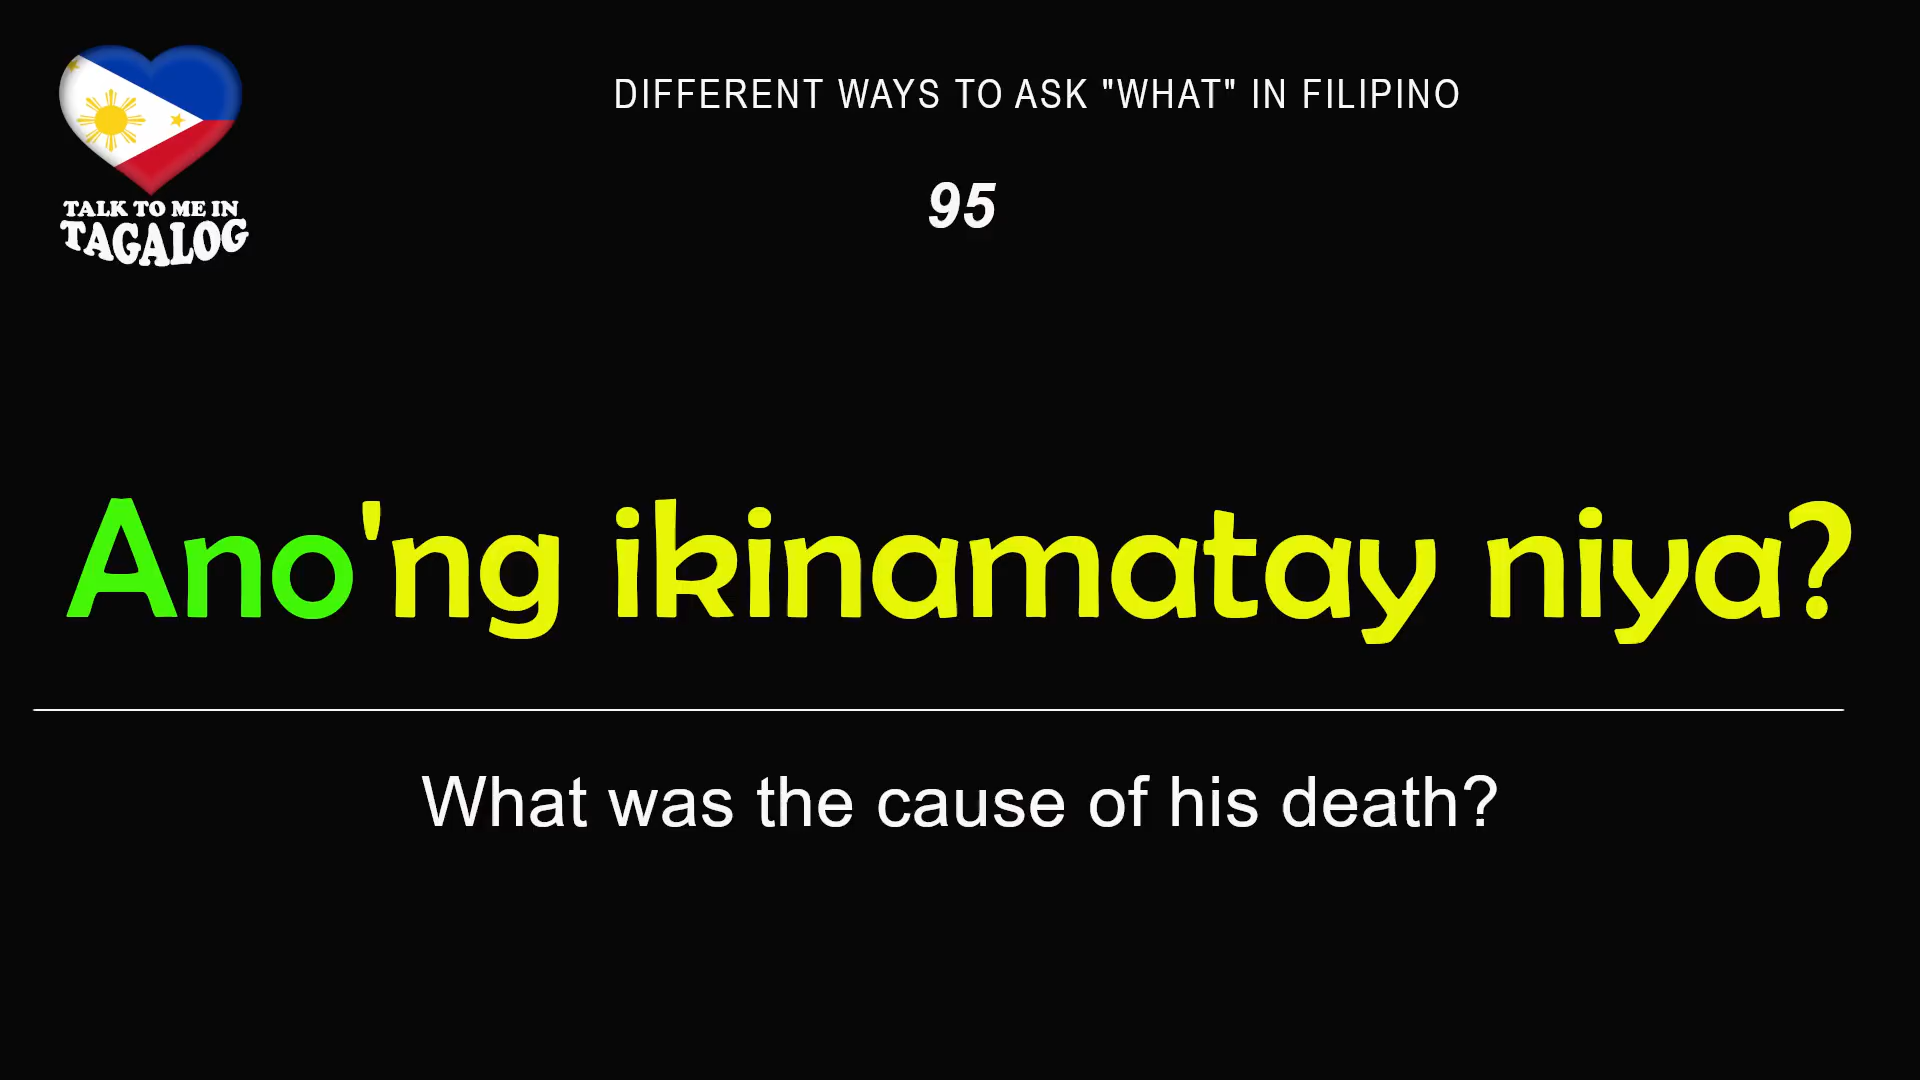 TALK TO ME IN
TAGALOG
DIFFERENT WAYS TO ASK "WHAT" IN FILIPINO
95
Ano'ng ikinamatay niya?
What was the cause of his death?